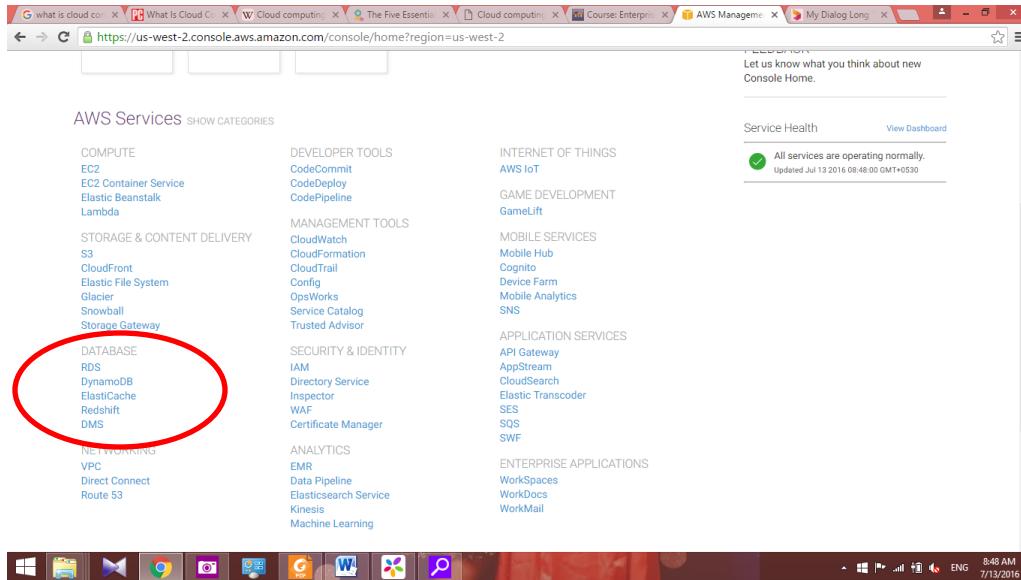 what is cloud con
What Is Cloud Co
Cloud computing
The Five Essentia
Cloud computing
Course: Enterpris
AWS Manageme
My Dialog Long
https://us-west-2.console.aws.amazon.com/console/home?region=us-west-2
Let us know what you think about new
Console Home.
Service Health View Dashboard
All services are operating normally.
Updated Jul 13 2016 08:48:00 GMT+0530
AWS Services SHOW CATEGORIES
COMPUTE
EC2
EC2 Container Service
Elastic Beanstalk
Lambda
STORAGE & CONTENT DELIVERY
S3
CloudFront
Elastic File System
Glacier
Snowball
Storage Gateway
DATABASE
RDS
DynamoDB
ElastiCache
Redshift
DMS
NETWORKING
VPC
Direct Connect
Route 53
DEVELOPER TOOLS
CodeCommit
CodeDeploy
CodePipeline
MANAGEMENT TOOLS
CloudWatch
CloudFormation
CloudTrail
Config
OpsWorks
Service Catalog
Trusted Advisor
SECURITY & IDENTITY
IAM
Directory Service
Inspector
WAF
Certificate Manager
ANALYTICS
EMR
Data Pipeline
Elasticsearch Service
Kinesis
Machine Learning
INTERNET OF THINGS
AWS IoT
GAME DEVELOPMENT
GameLift
MOBILE SERVICES
Mobile Hub
Cognito
Device Farm
Mobile Analytics
SNS
APPLICATION SERVICES
API Gateway
AppStream
CloudSearch
Elastic Transcoder
SES
SQS
SWF
ENTERPRISE APPLICATIONS
WorkSpaces
WorkDocs
WorkMail
ENG
8:48 AM
7/13/2016